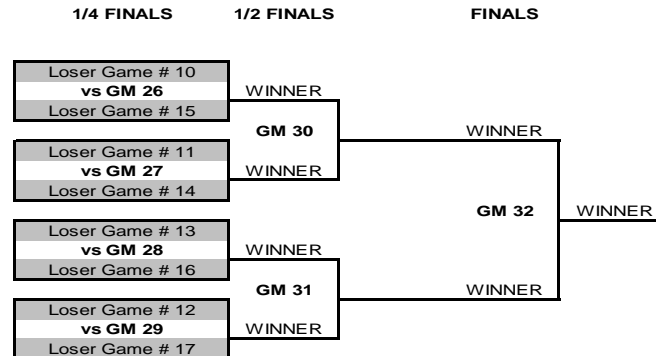 1/4 FINALS 1/2 FINALS FINALS
Loser Game # 10
vs GM 26 WINNER
Loser Game # 15
GM 30 WINNER
Loser Game # 11
vs GM 27 WINNER
Loser Game # 14
GM 32 WINNER
Loser Game # 13
vs GM 28 WINNER
Loser Game # 16
GM 31 WINNER
Loser Game # 12
vs GM 29 WINNER
Loser Game # 17